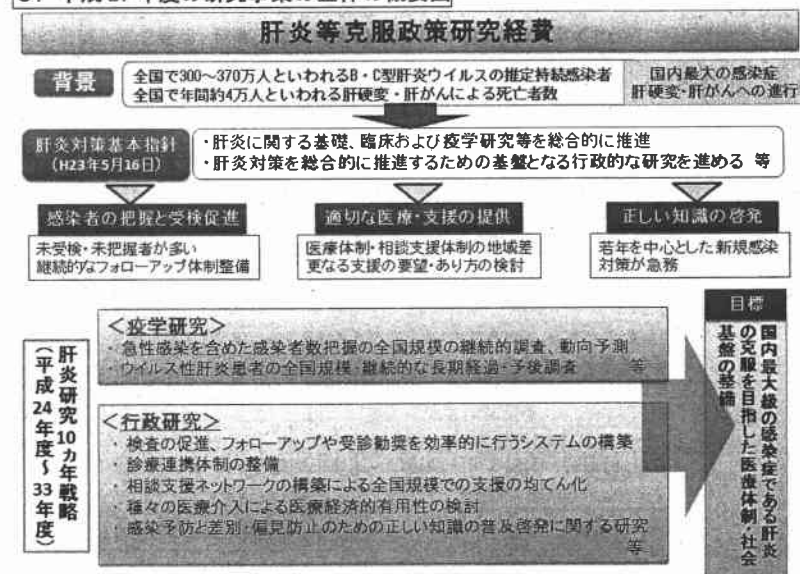 肝炎等克服政策研究経費
背景
全国で300～370万人といわれるB・C型肝炎ウイルスの推定持続感染者
全国で年間約4万人といわれる肝硬変・肝がんによる死亡者数
国内最大の感染症
肝硬変・肝がんへの進行
肝炎対策基本指針
（H23年5月16日）
・肝炎に関する基礎、臨床および疫学研究等を総合的に推進
・肝炎対策を総合的に推進するための基盤となる行政的な研究を進める 等
感染者の把握と受検促進
未受検・未把握者が多い
継続的なフォローアップ体制整備
適切な医療・支援の提供
医療体制・相談支援体制の地域差
更なる支援の要望・あり方の検討
正しい知識の啓発
若年を中心とした新規感染
対策が急務
肝炎研究10カ年戦略
（平成24年度～33年度）
＜疫学研究＞
・急性感染を含めた感染者数把握の全国規模の継続的調査、動向予測
・ウイルス性肝炎患者の全国規模・継続的な長期経過・予後調査 等
＜行政研究＞
・検査の促進、フォローアップや受診勧奨を効率的に行うシステムの構築
・診療連携体制の整備
・相談支援ネットワークの構築による全国規模での支援の均てん化
・種々の医療介入による医療経済的有用性の検討
・感染予防と差別・偏見防止のための正しい知識の普及啓発に関する研究
等
目標
国内最大級の感染症である肝炎
の克服を目指した医療体制／社会
基盤の整備